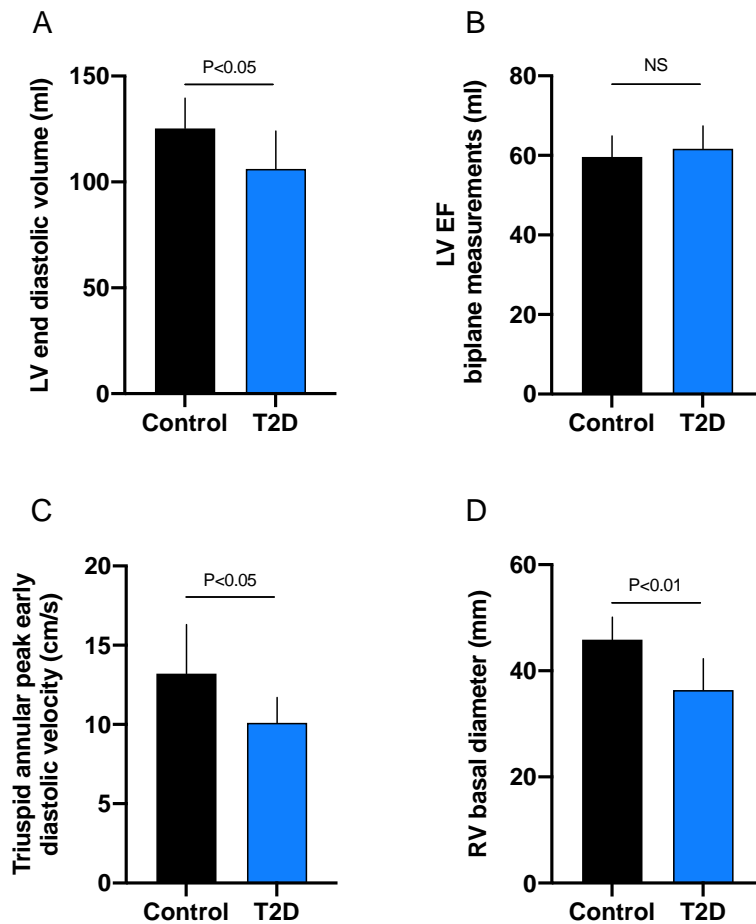 A
P<0.05
LV end diastolic volume (ml)
150
100
50
0
Control T2D
B
NS
LV EF
biplane measurements (ml)
80
60
40
20
0
Control T2D
C
P<0.05
Triuspid annular peak early
diastolic velocity (cm/s)
20
15
10
5
0
Control T2D
D
P<0.01
RV basal diameter (mm)
60
40
20
0
Control T2D